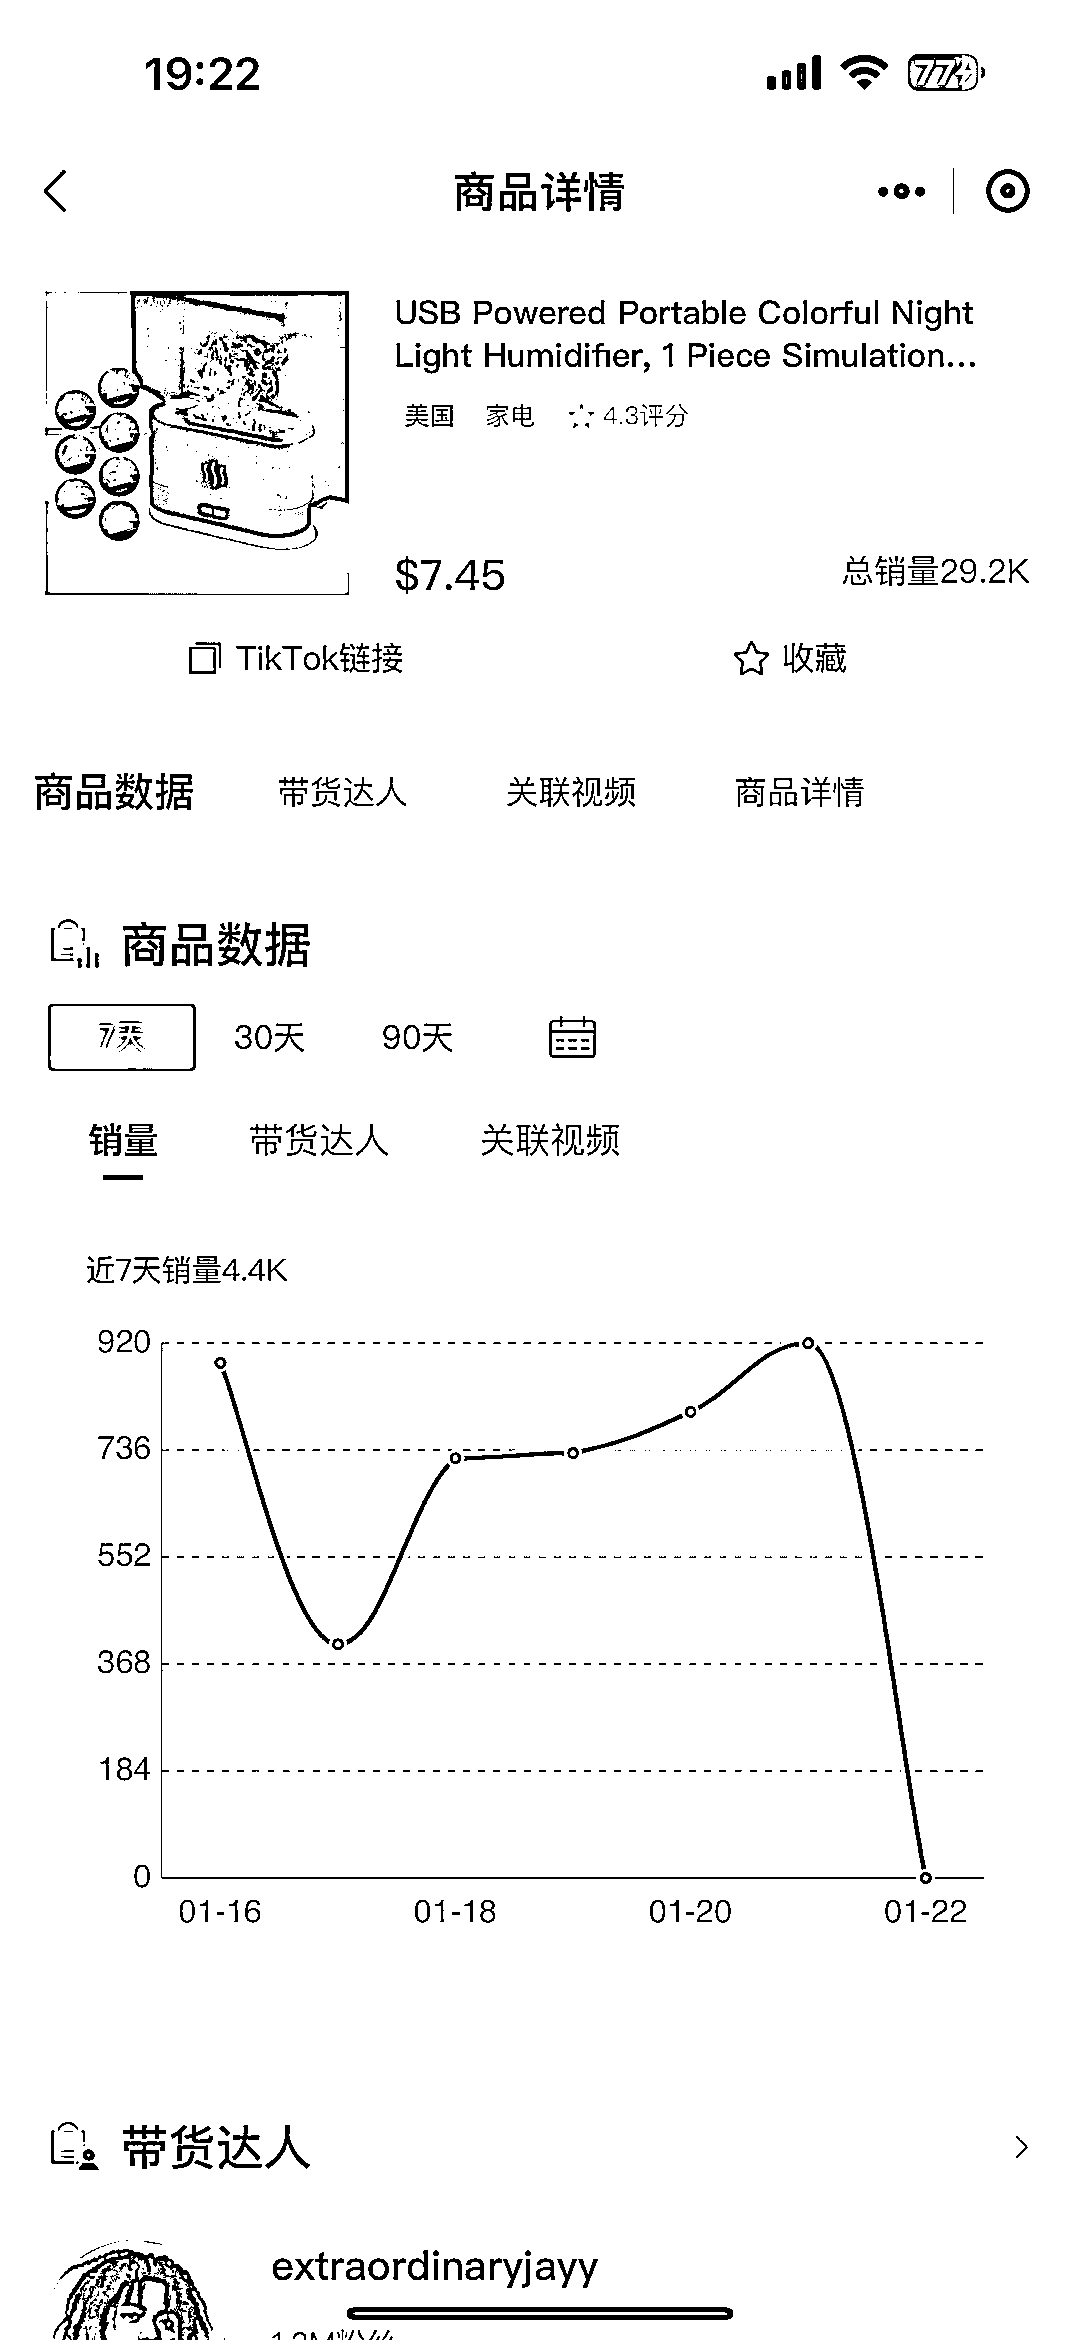 19:22
77
商品详情
USB Powered Portable Colorful Night
Light Humidifier, 1 Piece Simulation...
美国 家电 4.3评分
$7.45 总销量29.2K
TikTok链接 收藏
商品数据 带货达人 关联视频 商品详情
商品数据
7天 30天 90天
销量 带货达人 关联视频
近7天销量4.4K
920
736
552
368
184
0
01-16 01-18 01-20 01-22
带货达人
extraordinaryjayy